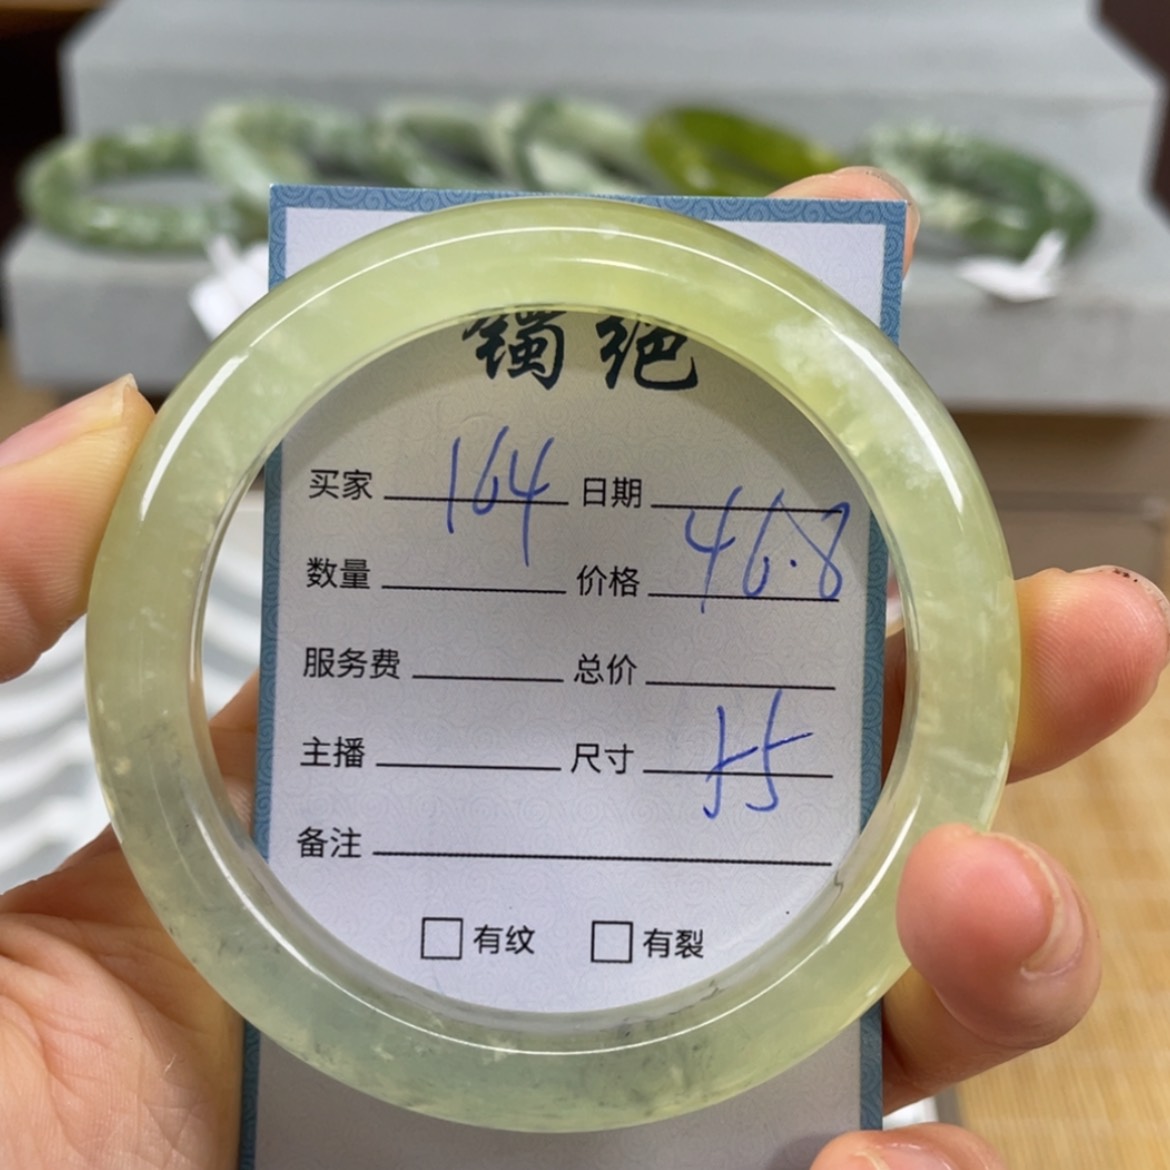 镯绝
买家 164 日期
数量 价格 46.8
服务费 总价
主播 尺寸 55
备注
有纹 有裂